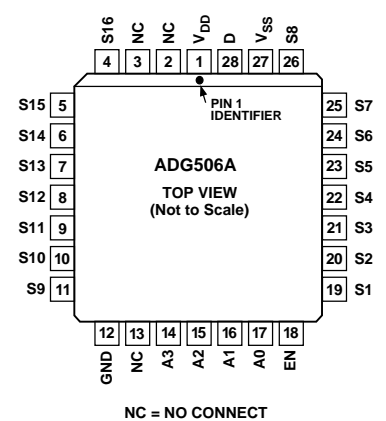 S16 NC NC VDD D VSS S8
4 3 2 1 28 27 26
PIN 1
IDENTIFIER
S15 5
S14 6
S13 7
S12 8
S11 9
S10 10
S9 11
ADG506A
TOP VIEW
(Not to Scale)
25 S7
24 S6
23 S5
22 S4
21 S3
20 S2
19 S1
12 13 14 15 16 17 18
GND NC A3 A2 A1 A0 EN
NC = NO CONNECT